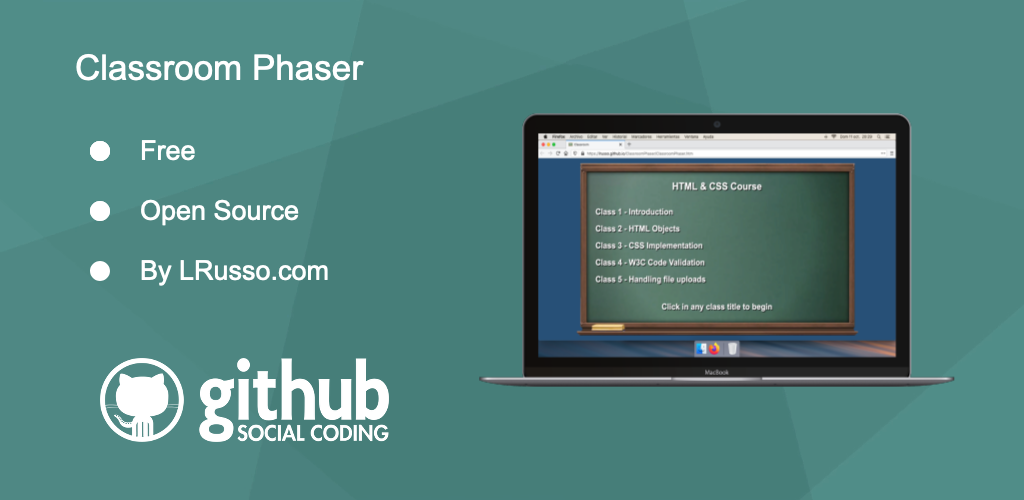 Classroom Phaser
Free
Open Source
By LRusso.com
github
SOCIAL CODING
HTML & CSS Course
Class 1 - Introduction
Class 2 - HTML Objects
Class 3 - CSS Implementation
Class 4 - W3C Code Validation
Class 5 - Handling file uploads
Click in any class title to begin
MacBook